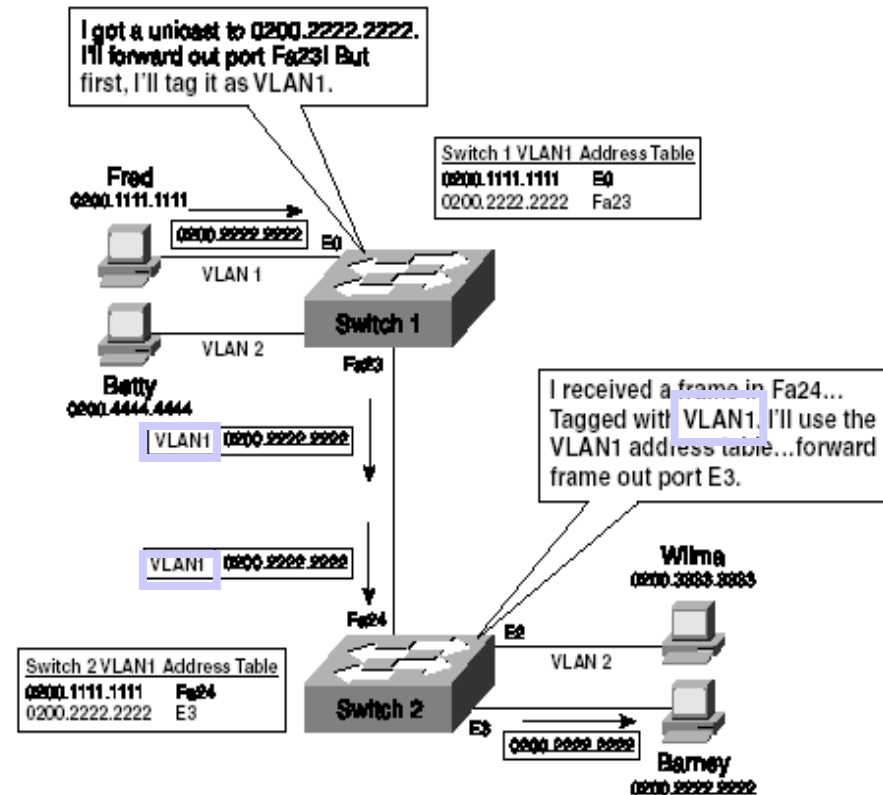 I got a unicast to 0200.2222.2222.
I'll forward out port Fa23! But
first, I'll tag it as VLAN1.
Switch 1 VLAN1 Address Table
0200.1111.1111 E0
0200.2222.2222 Fa23
Fred
0200.1111.1111
0200.2222.2222
E0
VLAN 1
Switch 1
VLAN 2
Fa23
Betty
0200.4444.4444
I received a frame in Fa24...
Tagged with VLAN1. I'll use the
VLAN1 address table...forward
frame out port E3.
VLAN1 0200.2222.2222
VLAN1 0200.2222.2222
Wilma
0200.3333.3333
Fa24
E2
VLAN 2
Switch 2 VLAN1 Address Table
0200.1111.1111 Fa24
0200.2222.2222 E3
Switch 2
E3
0200.2222.2222
Barney
0200.2222.2222